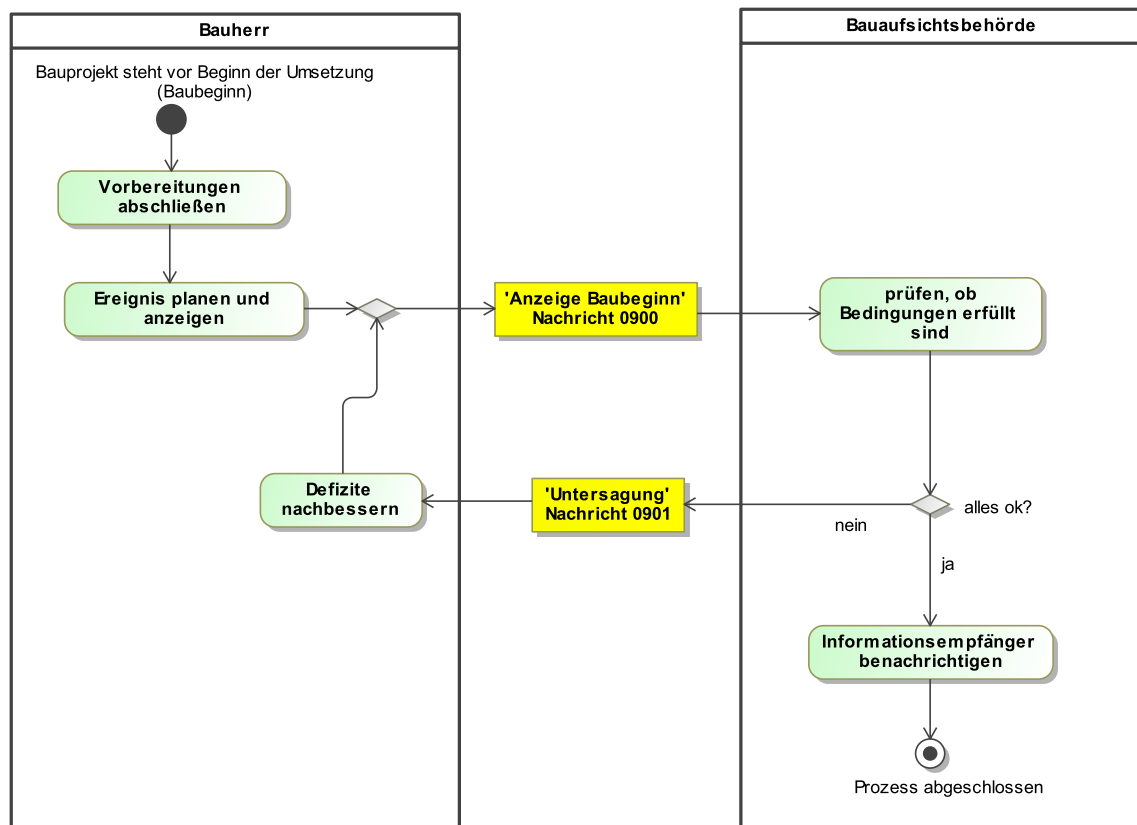 Bauherr
Bauaufsichtsbehörde
Bauprojekt steht vor Beginn der Umsetzung
(Baubeginn)
Vorbereitungen
abschließen
Ereignis planen und
anzeigen
'Anzeige Baubeginn'
Nachricht 0900
prüfen, ob
Bedingungen erfüllt
sind
Defizite
nachbessern
'Untersagung'
Nachricht 0901
nein
alles ok?
ja
Informationsempfänger
benachrichtigen
Prozess abgeschlossen